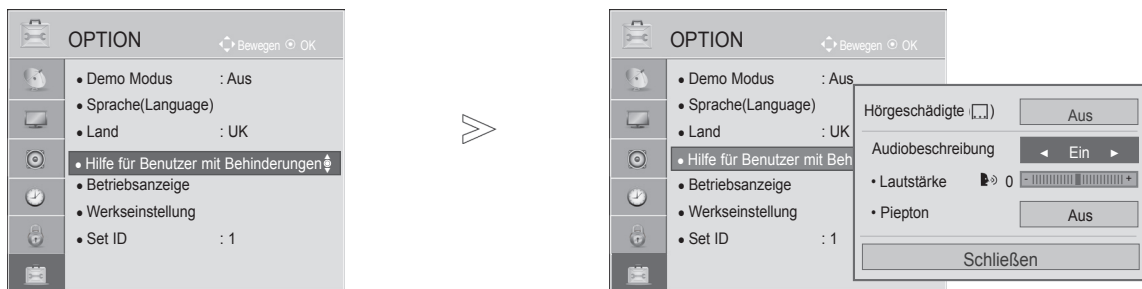 OPTION
Bewegen OK
• Demo Modus : Aus
• Sprache(Language)
• Land : UK
• Hilfe für Benutzer mit Behinderungen
• Betriebsanzeige
• Werkseinstellung
• Set ID : 1
OPTION
Bewegen OK
• Demo Modus : Aus
• Sprache(Language)
• Land : UK
• Hilfe für Benutzer mit Beh
• Betriebsanzeige
• Werkseinstellung
• Set ID : 1
Hörgeschädigte ( ) Aus
Audiobeschreibung ◄ Ein ►
• Lautstärke 0 - +
• Piepton Aus
Schließen